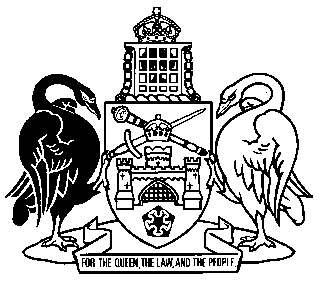 FOR THE QUEEN, THE LAW, AND THE PEOPLE